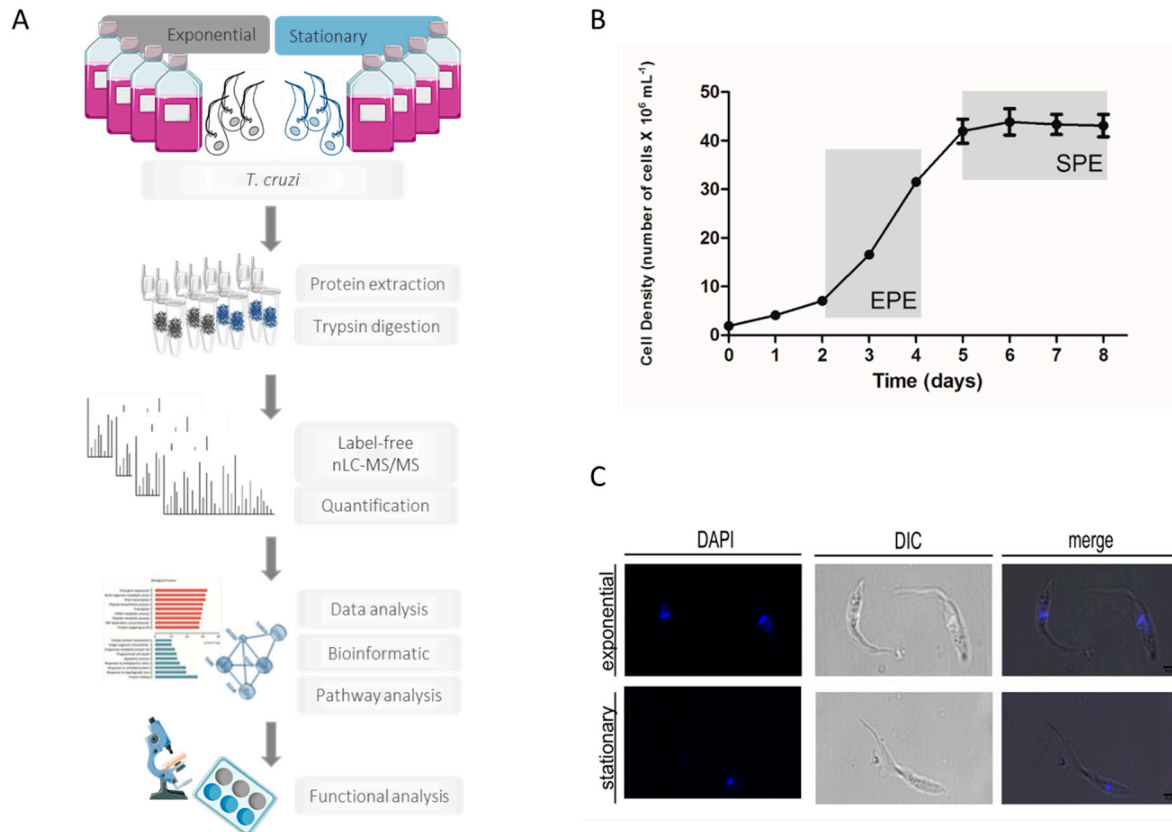 A
Exponential
Stationary
T. cruzi
Protein extraction
Trypsin digestion
Label-free
nLC-MS/MS
Quantification
Data analysis
Bioinformatic
Pathway analysis
Functional analysis
B
Cell Density (number of cells X 10⁶ mL⁻¹)
50
40
30
20
10
0
EPE
SPE
0 1 2 3 4 5 6 7 8
Time (days)
C
DAPI
DIC
merge
exponential
stationary